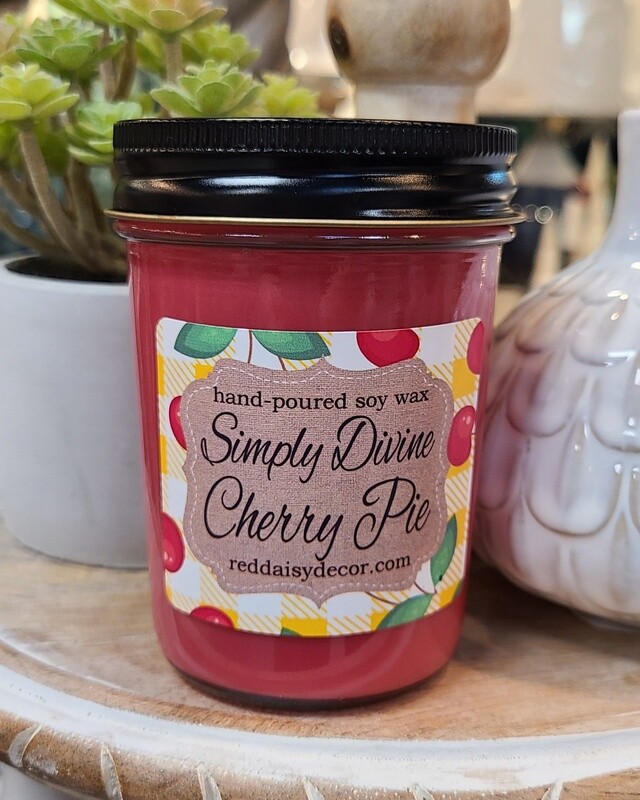 hand-poured soy wax
Simply Divine
Cherry Pie
reddaisydecor.com